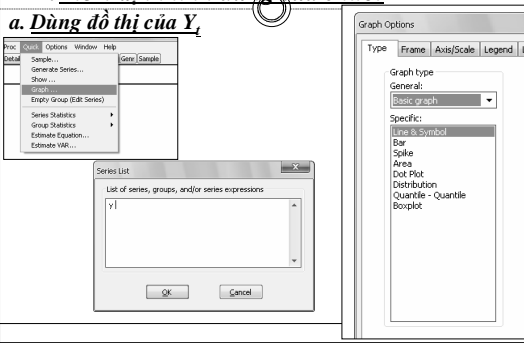 a. Dùng đồ thị của Yt
Proc Quick Options Window Help
Genr Sample
Sample...
Generate Series...
Show ...
Graph ...
Empty Group (Edit Series)
Series Statistics
Group Statistics
Estimate Equation...
Estimate VAR...
Series List
List of series, groups, and/or series expressions
y
OK
Cancel
Graph Options
Type Frame Axis/Scale Legend
Graph type
General:
Basic graph
Specific:
Line & Symbol
Bar
Spike
Area
Dot Plot
Distribution
Quantile - Quantile
Boxplot